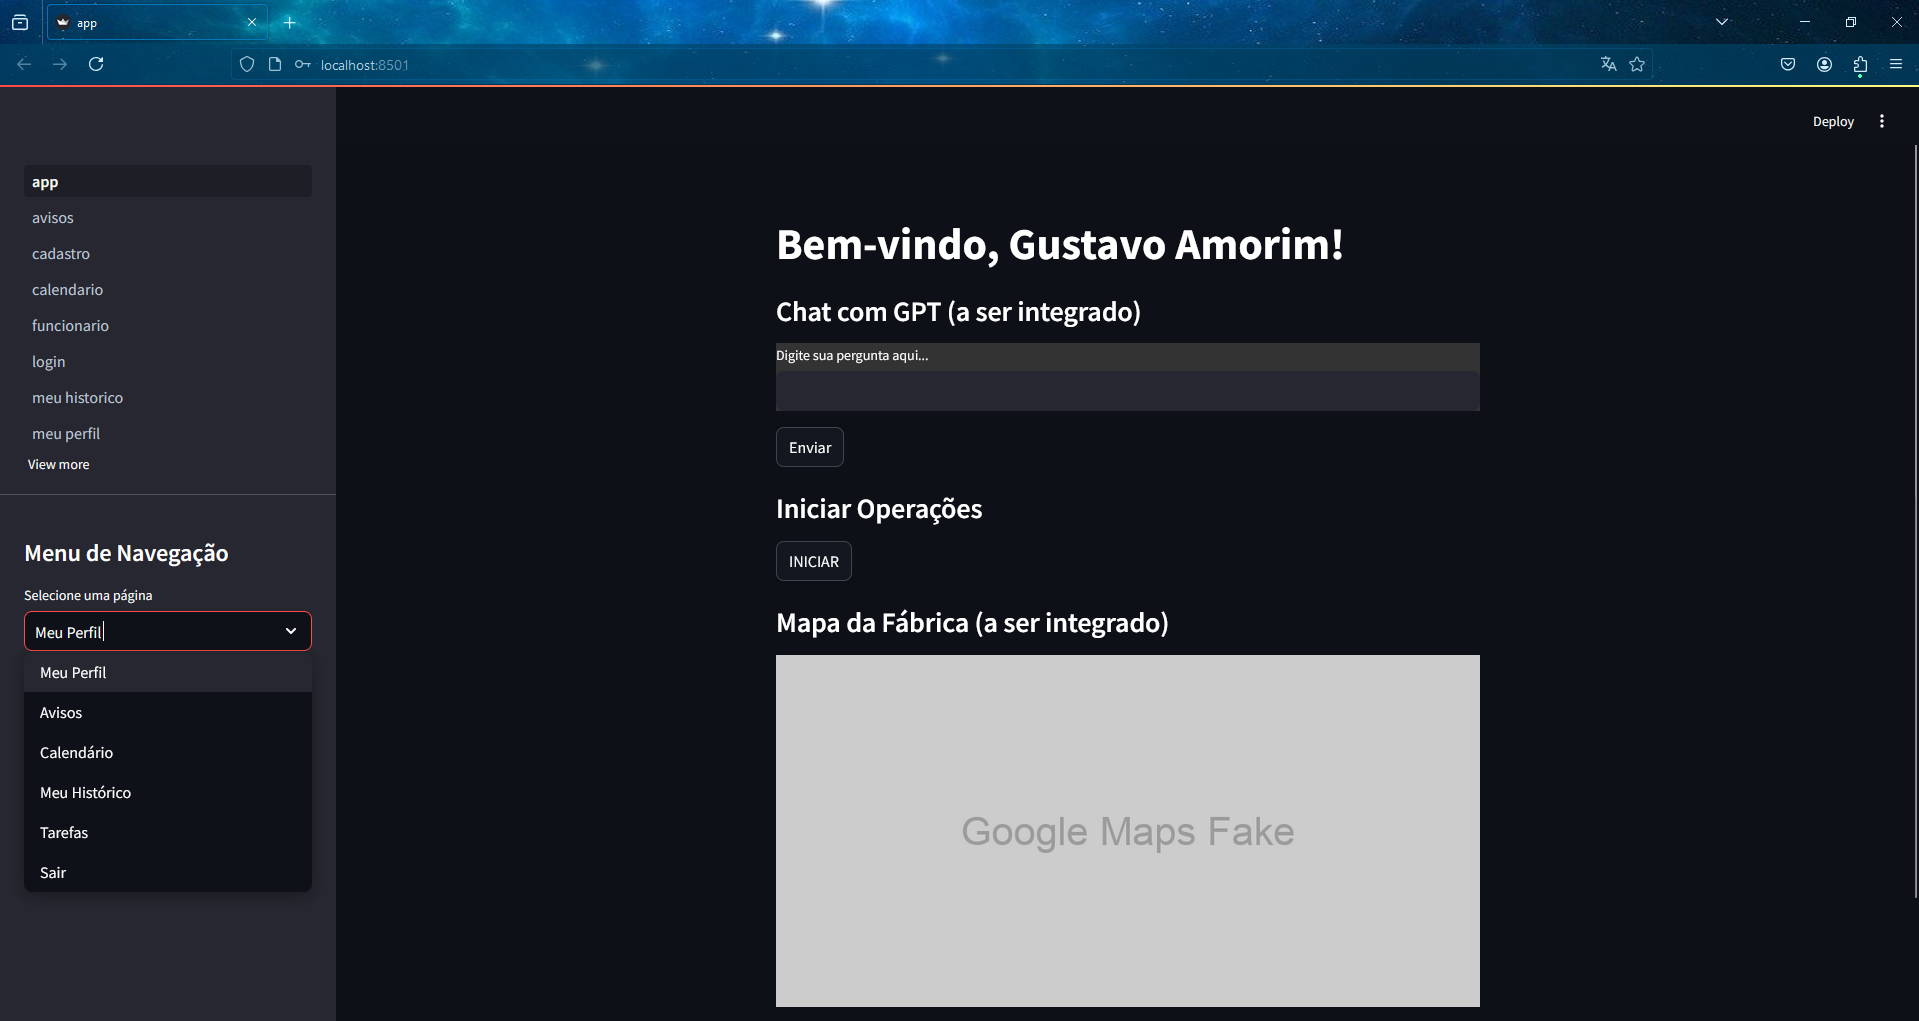 app
localhost:8501
Deploy
app
avisos
cadastro
calendario
funcionario
login
meu historico
meu perfil
View more
Menu de Navegação
Selecione uma página
Meu Perfil
Meu Perfil
Avisos
Calendário
Meu Histórico
Tarefas
Sair
Bem-vindo, Gustavo Amorim!
Chat com GPT (a ser integrado)
Digite sua pergunta aqui...
Enviar
Iniciar Operações
INICIAR
Mapa da Fábrica (a ser integrado)
Google Maps Fake